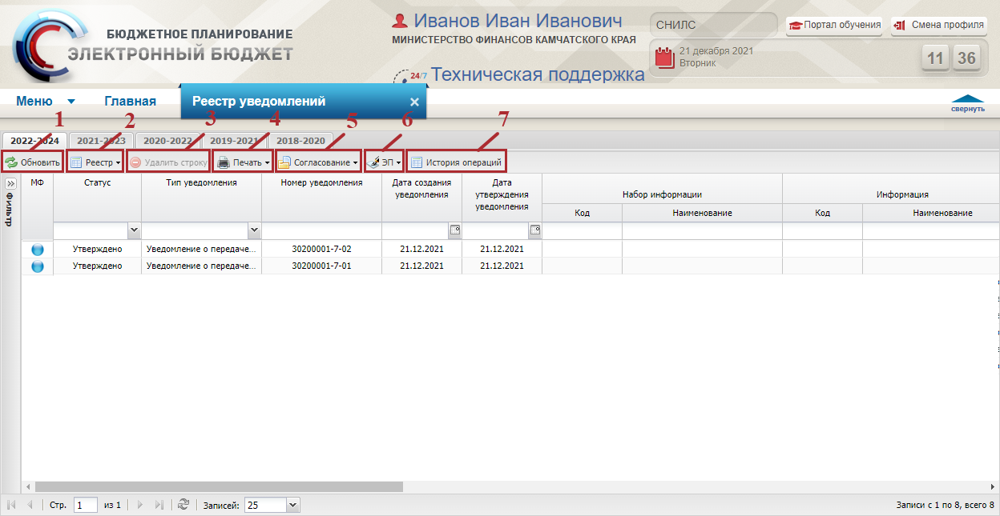 БЮДЖЕТНОЕ ПЛАНИРОВАНИЕ
ЭЛЕКТРОННЫЙ БЮДЖЕТ
Иванов Иван Иванович
МИНИСТЕРСТВО ФИНАНСОВ КАМЧАТСКОГО КРАЯ
24/7 Техническая поддержка
СНИЛС
Портал обучения
Смена профиля
21 декабря 2021
Вторник
11 36
Меню
Главная
Реестр уведомлений
свернуть
1 2 3 4 5 6 7
2022-2024 2021-2023 2020-2022 2019-2021 2018-2020
Обновить Реестр Удалить строку Печать Согласование ЭП История операций
Фильтр
МФ Статус Тип уведомления Номер уведомления Дата создания уведомления Дата утверждения уведомления Набор информации Информация
Код Наименование Код Наименование
Утверждено Уведомление о передаче... 30200001-7-02 21.12.2021 21.12.2021
Утверждено Уведомление о передаче... 30200001-7-01 21.12.2021 21.12.2021
Стр. 1 из 1 Записей: 25 Записи с 1 по 8, всего 8